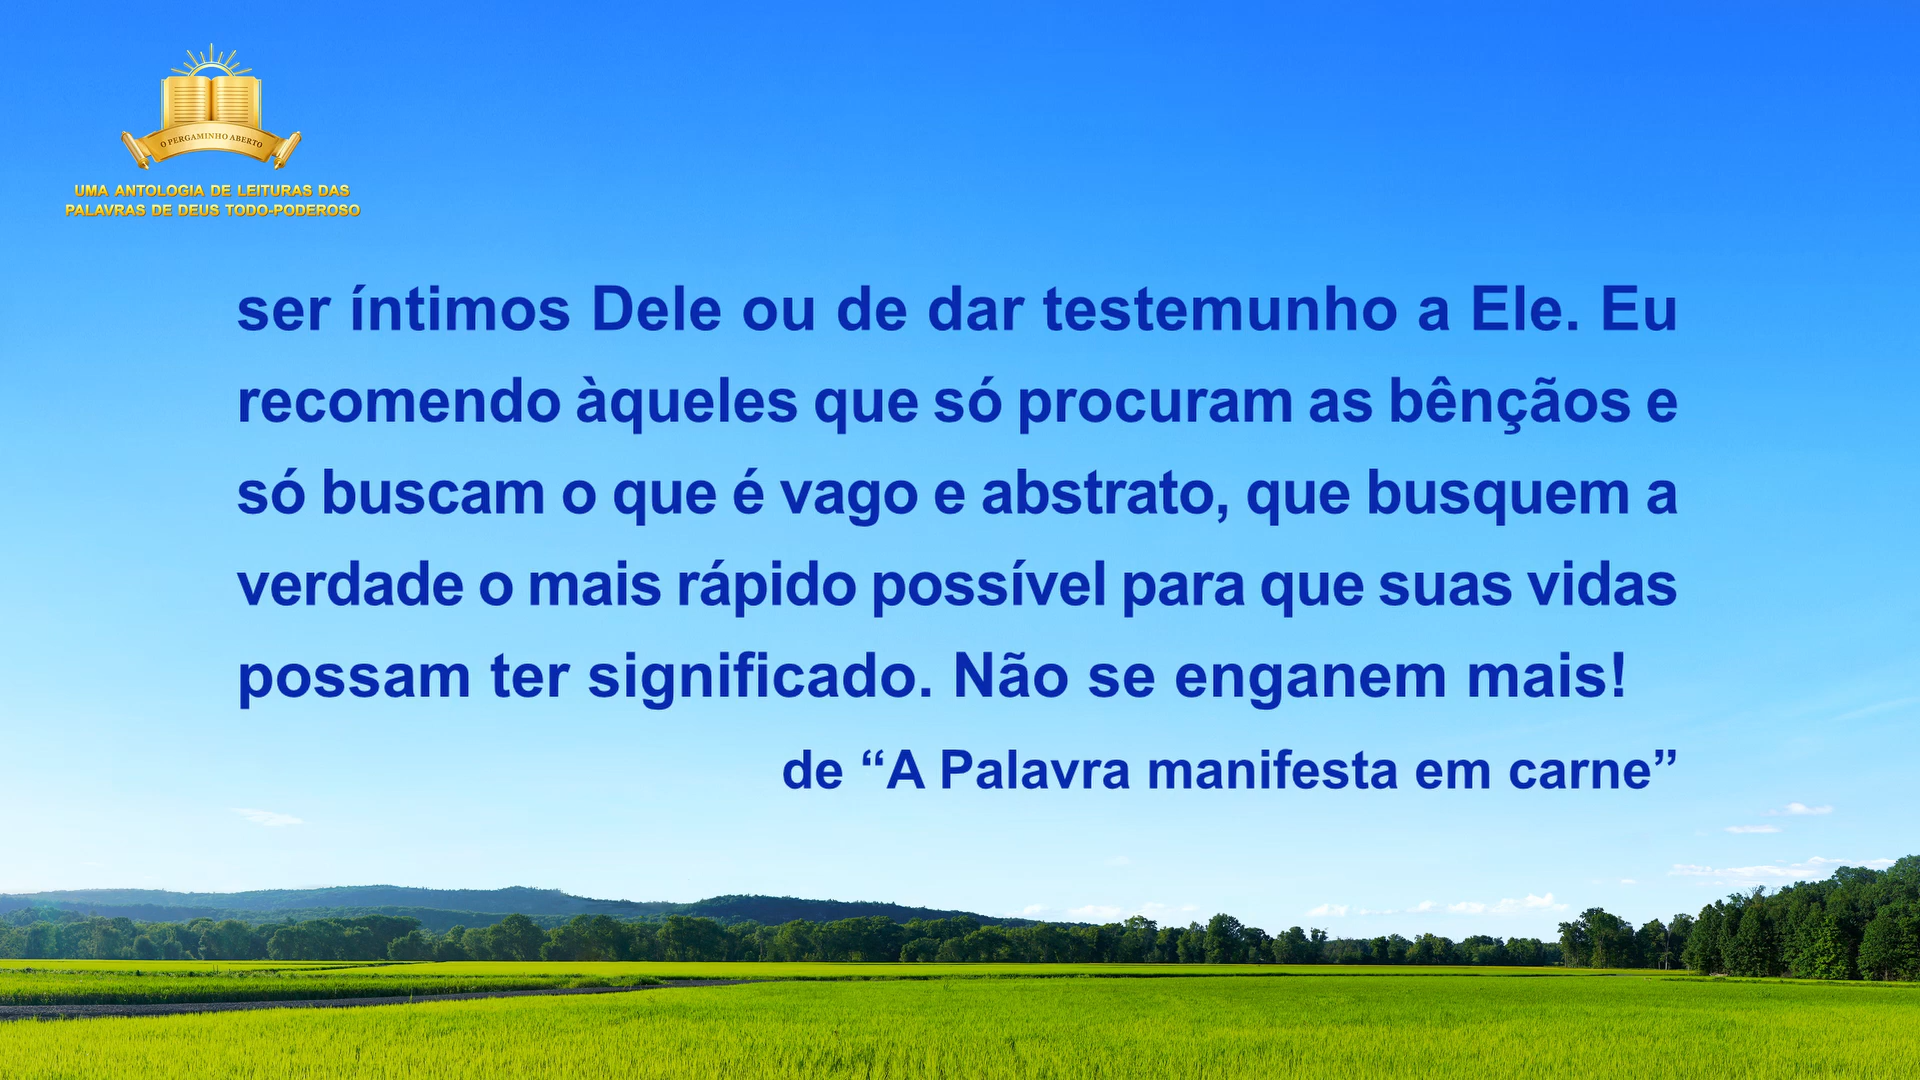 O PERGAMINHO ABERTO
UMA ANTOLOGIA DE LEITURAS DAS
PALAVRAS DE DEUS TODO-PODEROSO
ser íntimos Dele ou de dar testemunho a Ele. Eu
recomendo àqueles que só procuram as bênçãos e
só buscam o que é vago e abstrato, que busquem a
verdade o mais rápido possível para que suas vidas
possam ter significado. Não se enganem mais!
de “A Palavra manifesta em carne”